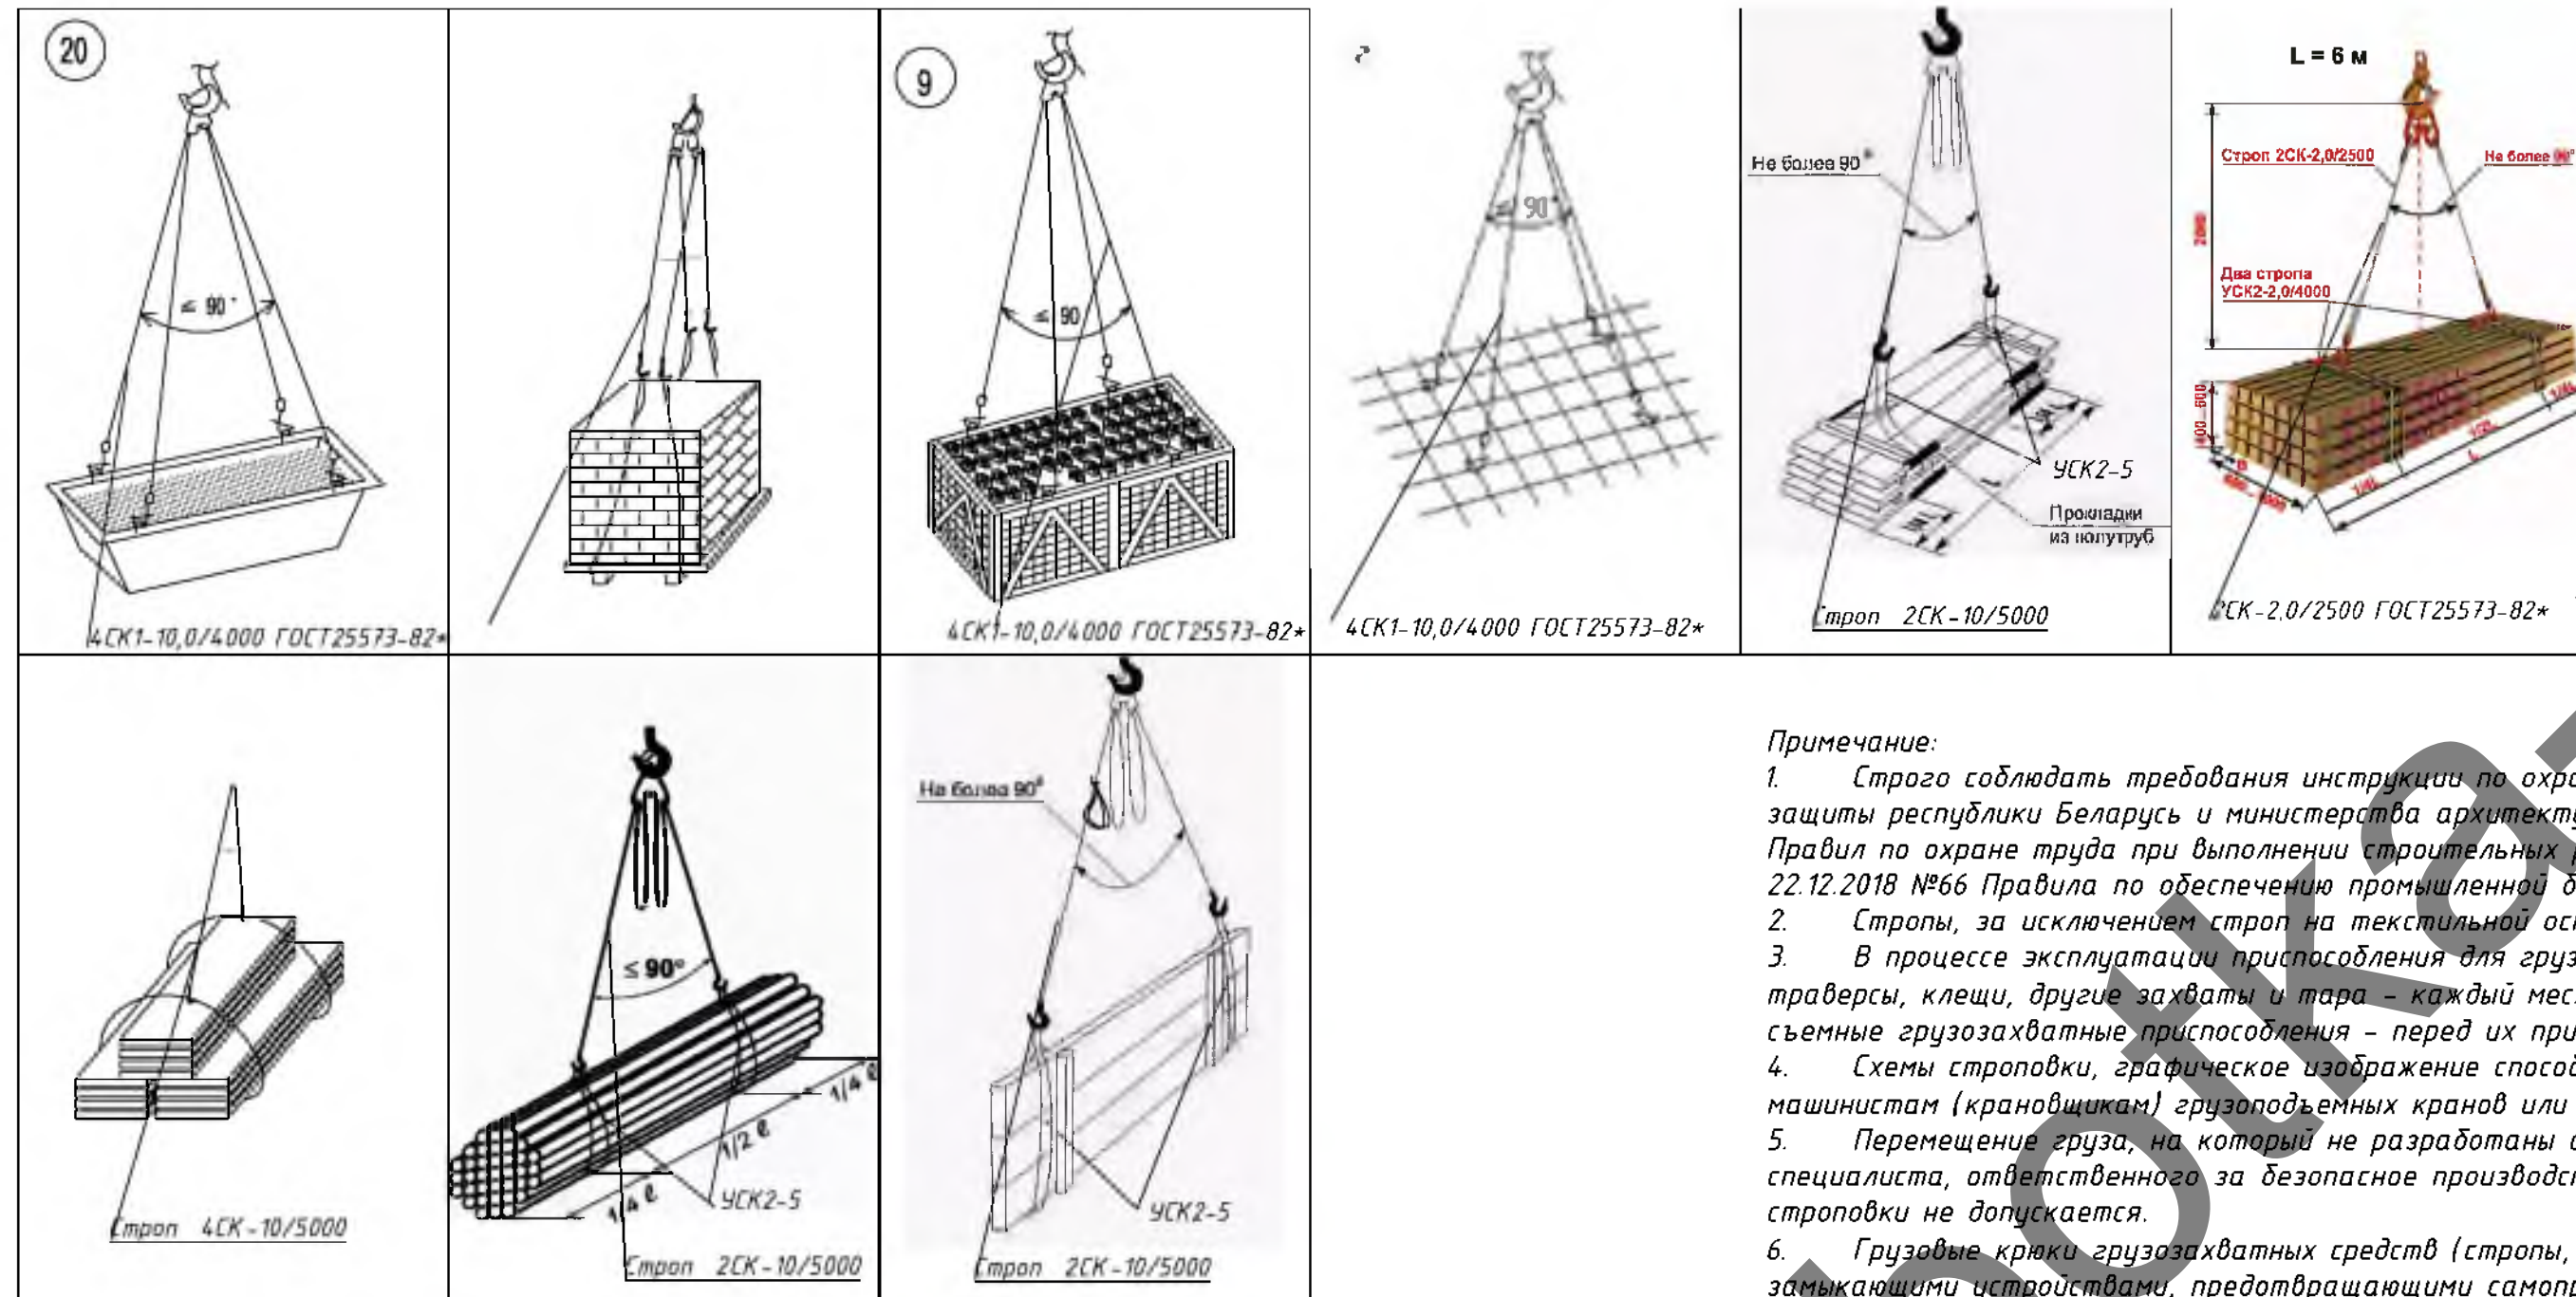 20
≤ 90°
4СК1-10,0/4000 ГОСТ25573-82*
9
≤ 90
4СК1-10,0/4000 ГОСТ25573-82*
≤ 90
4СК1-10,0/4000 ГОСТ25573-82*
Не более 90°
УСК2-5
Прокладки
из полутруб
Строп 2СК-10/5000
L = 6 м
Строп 2СК-2,0/2500
Не более 90°
Два стропа
УСК2-2,0/4000
400-600
1/4L
L
2СК-2,0/2500 ГОСТ25573-82*
Строп 4СК-10/5000
≤ 90°
1/4 ℓ
1/2 ℓ
1/4 ℓ
УСК2-5
Строп 2СК-10/5000
Не более 90°
УСК2-5
Строп 2СК-10/5000
Примечание:
1. Строго соблюдать требования инструкции по охра
защиты республики Беларусь и министерства архитекту
Правил по охране труда при выполнении строительных р
22.12.2018 №66 Правила по обеспечению промышленной б
2. Стропы, за исключением строп на текстильной осн
3. В процессе эксплуатации приспособления для груз
траверсы, клещи, другие захваты и тара – каждый мес
съемные грузозахватные приспособления – перед их при
4. Схемы строповки, графическое изображение способ
машинистам (крановщикам) грузоподъемных кранов или
5. Перемещение груза, на который не разработаны с
специалиста, ответственного за безопасное производс
строповки не допускается.
6. Грузовые крюки грузозахватных средств (стропы,
замыкающими устройствами, предотвращающими самопр
otka